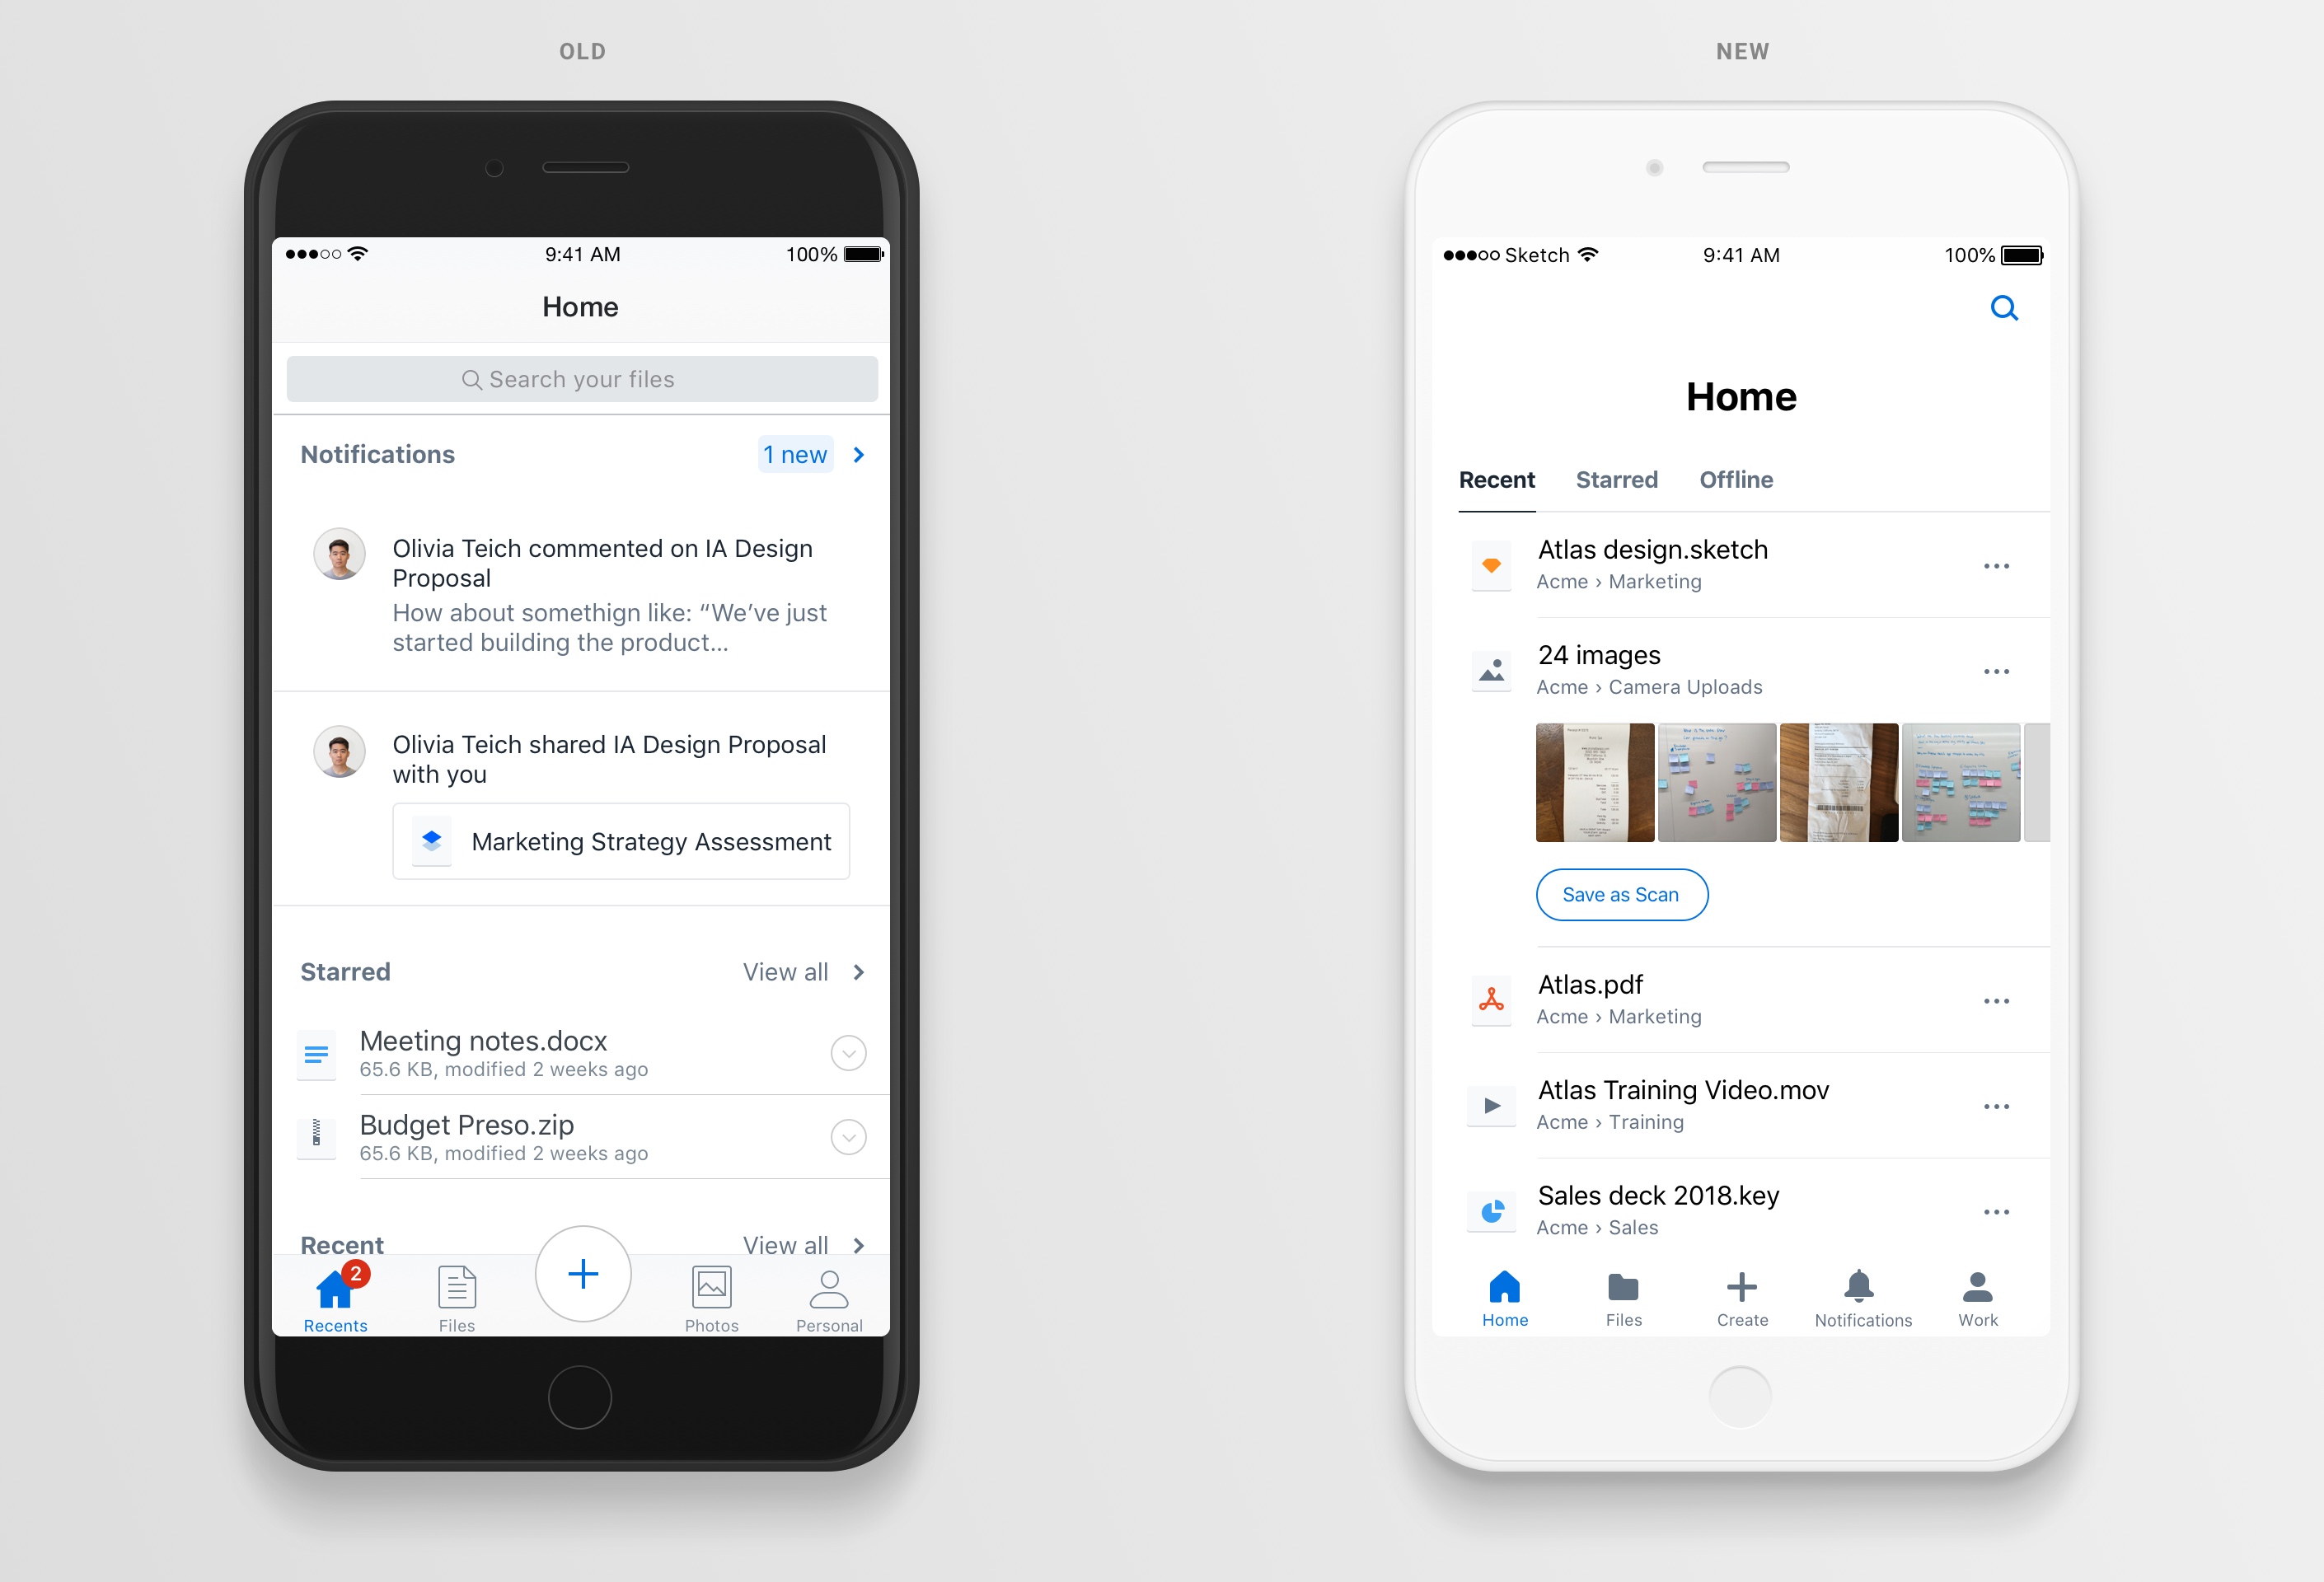 OLD
9:41 AM
100%
Home
Search your files
Notifications
1 new
Olivia Teich commented on IA Design
Proposal
How about somethign like: “We’ve just
started building the product...
Olivia Teich shared IA Design Proposal
with you
Marketing Strategy Assessment
Starred
View all
Meeting notes.docx
65.6 KB, modified 2 weeks ago
Budget Preso.zip
65.6 KB, modified 2 weeks ago
Recent
View all
2
Recents
Files
Photos
Personal
NEW
Sketch
9:41 AM
100%
Home
Recent
Starred
Offline
Atlas design.sketch
Acme › Marketing
24 images
Acme › Camera Uploads
Save as Scan
Atlas.pdf
Acme › Marketing
Atlas Training Video.mov
Acme › Training
Sales deck 2018.key
Acme › Sales
Home
Files
Create
Notifications
Work